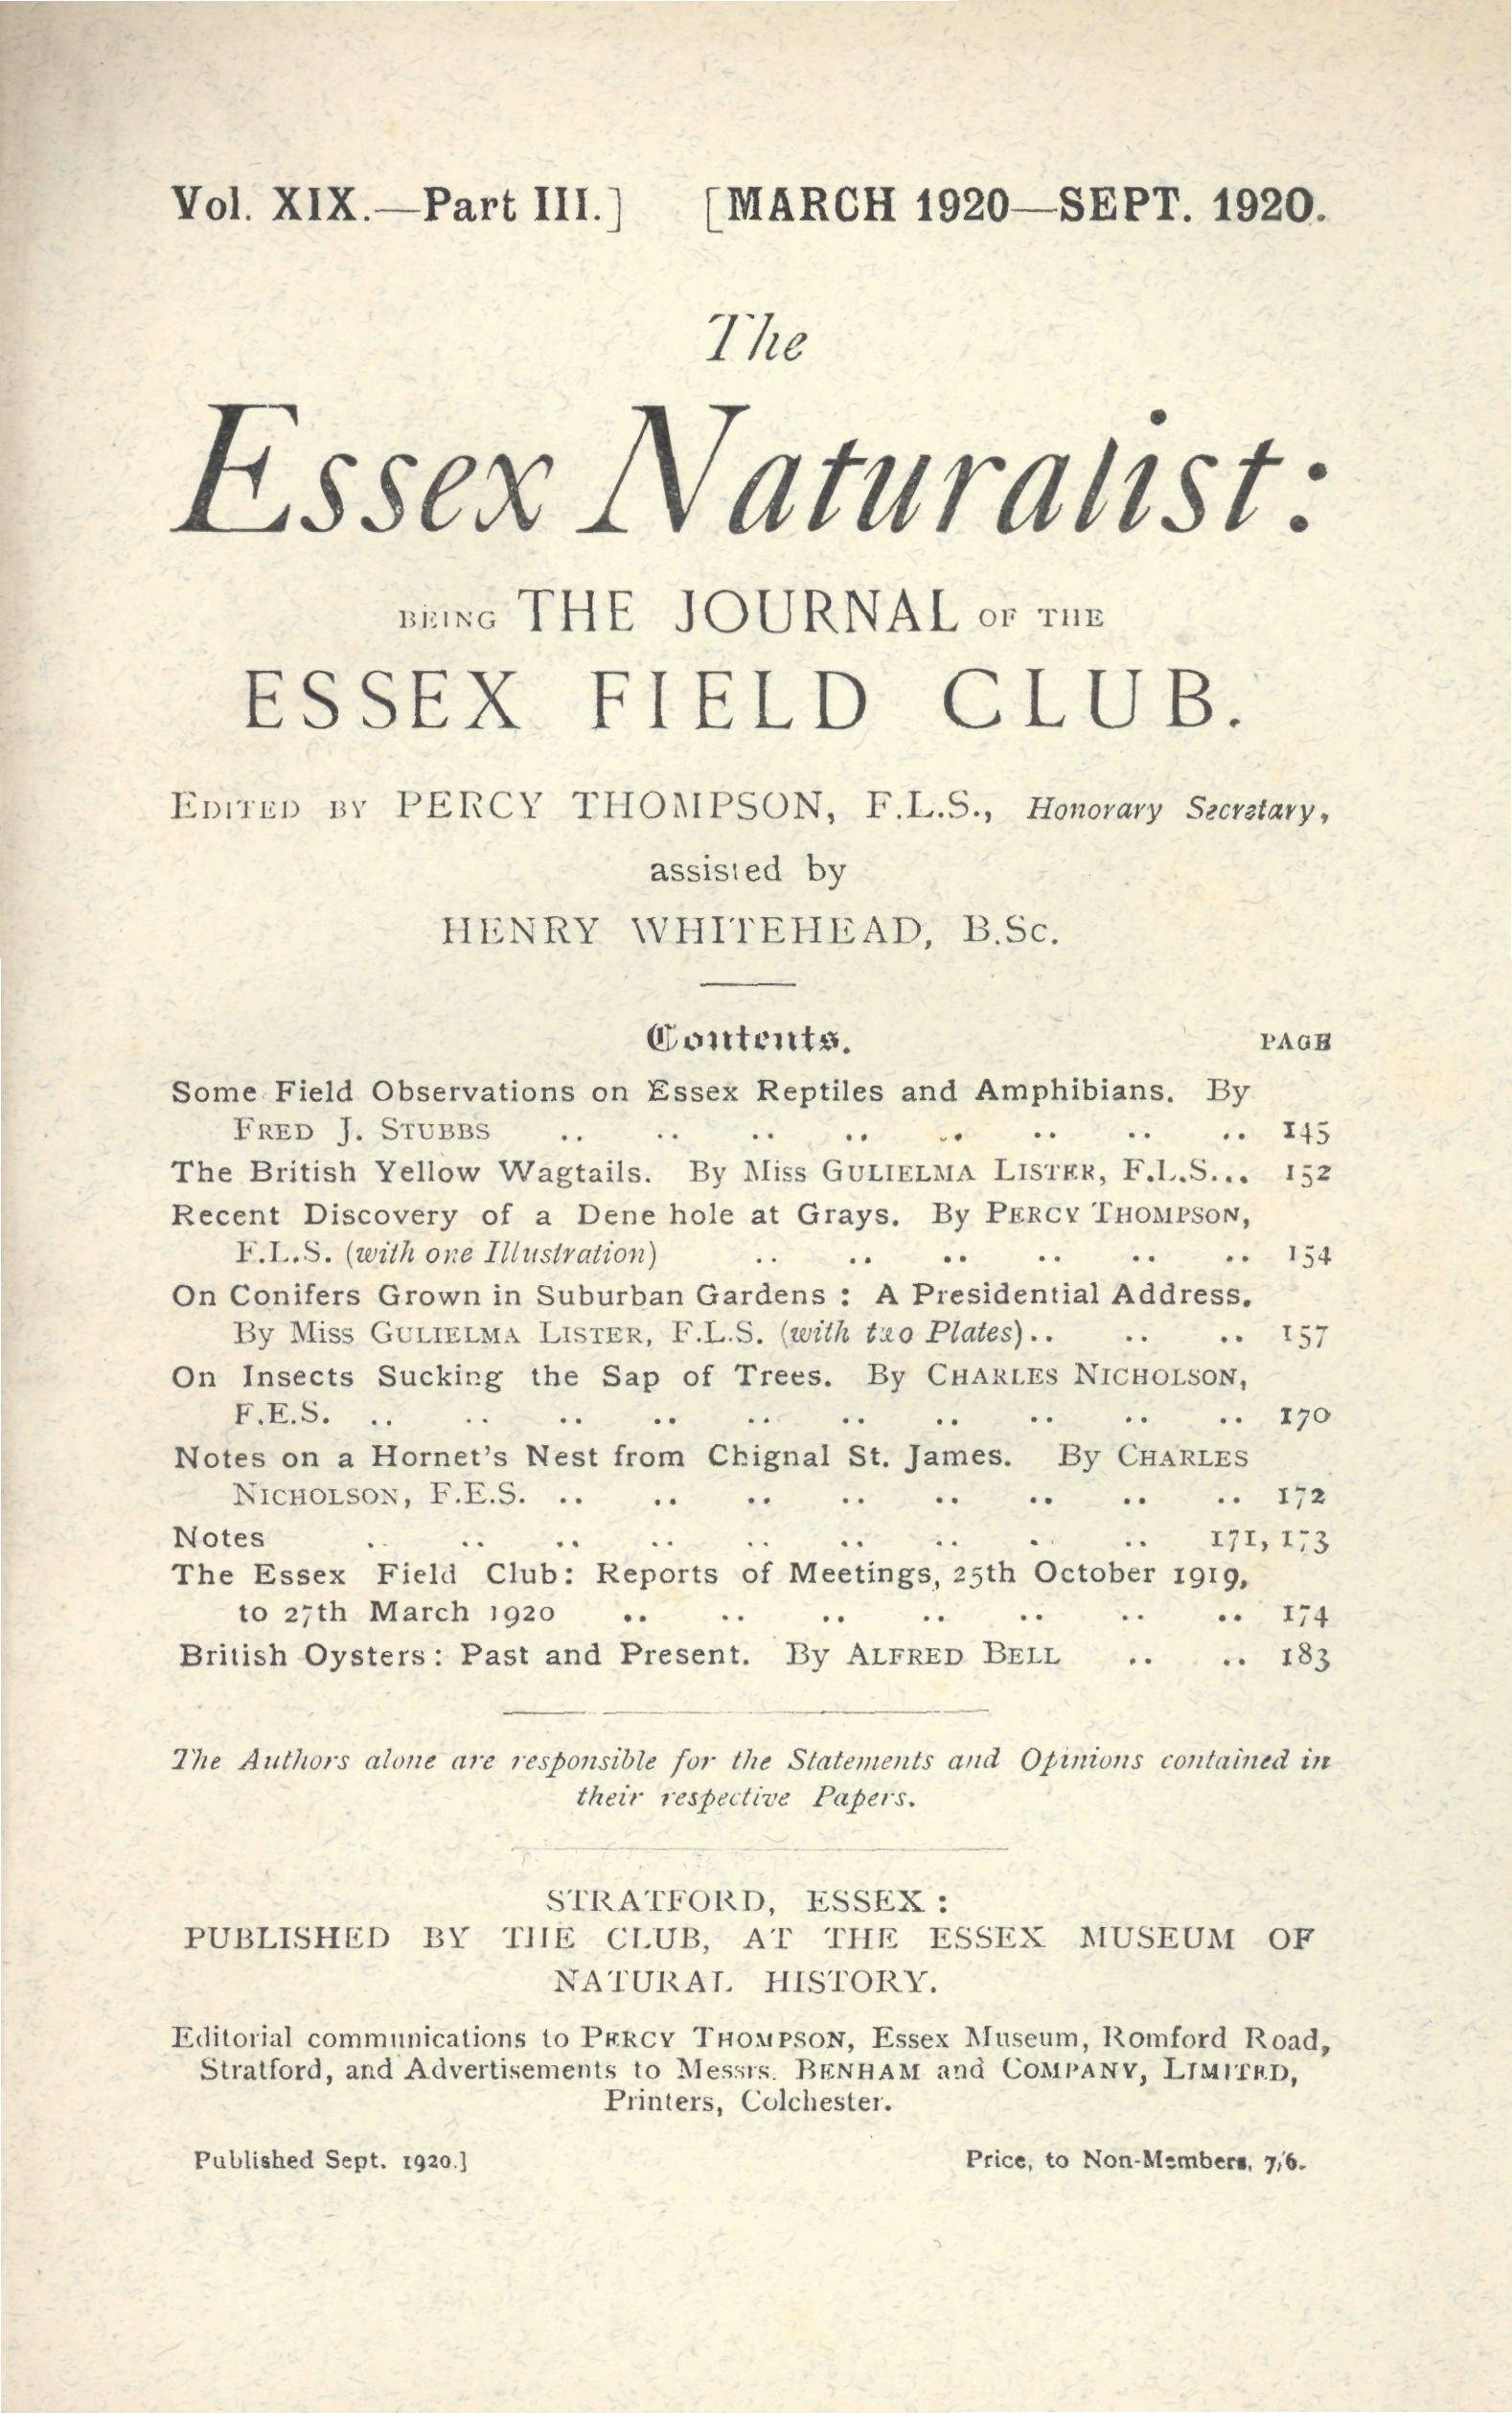 Vol. XIX.—Part III.] [MARCH 1920—SEPT. 1920.
The
Essex Naturalist:
BEING THE JOURNAL OF THE
ESSEX FIELD CLUB.
EDITED BY PERCY THOMPSON, F.L.S., Honorary Secretary,
assisted by
HENRY WHITEHEAD, B.Sc.
Contents.
PAGE
Some Field Observations on Essex Reptiles and Amphibians. By
FRED J. STUBBS .. .. .. .. .. .. .. .. 145
The British Yellow Wagtails. By Miss GULIELMA LISTER, F.L.S... 152
Recent Discovery of a Dene hole at Grays. By PERCY THOMPSON,
F.L.S. (with one Illustration) .. .. .. .. .. .. 154
On Conifers Grown in Suburban Gardens : A Presidential Address.
By Miss GULIELMA LISTER, F.L.S. (with two Plates).. .. .. 157
On Insects Sucking the Sap of Trees. By CHARLES NICHOLSON,
F.E.S. .. .. .. .. .. .. .. .. .. .. 170
Notes on a Hornet's Nest from Chignal St. James. By CHARLES
NICHOLSON, F.E.S. .. .. .. .. .. .. .. .. 172
Notes .. .. .. .. .. .. .. .. .. 171, 173
The Essex Field Club: Reports of Meetings, 25th October 1919,
to 27th March 1920 .. .. .. .. .. .. .. 174
British Oysters: Past and Present. By ALFRED BELL .. .. 183
The Authors alone are responsible for the Statements and Opinions contained in
their respective Papers.
STRATFORD, ESSEX :
PUBLISHED BY THE CLUB, AT THE ESSEX MUSEUM OF
NATURAL HISTORY.
Editorial communications to PERCY THOMPSON, Essex Museum, Romford Road,
Stratford, and Advertisements to Messrs. BENHAM and COMPANY, LIMITED,
Printers, Colchester.
Published Sept. 1920.] Price, to Non-Members, 7/6.